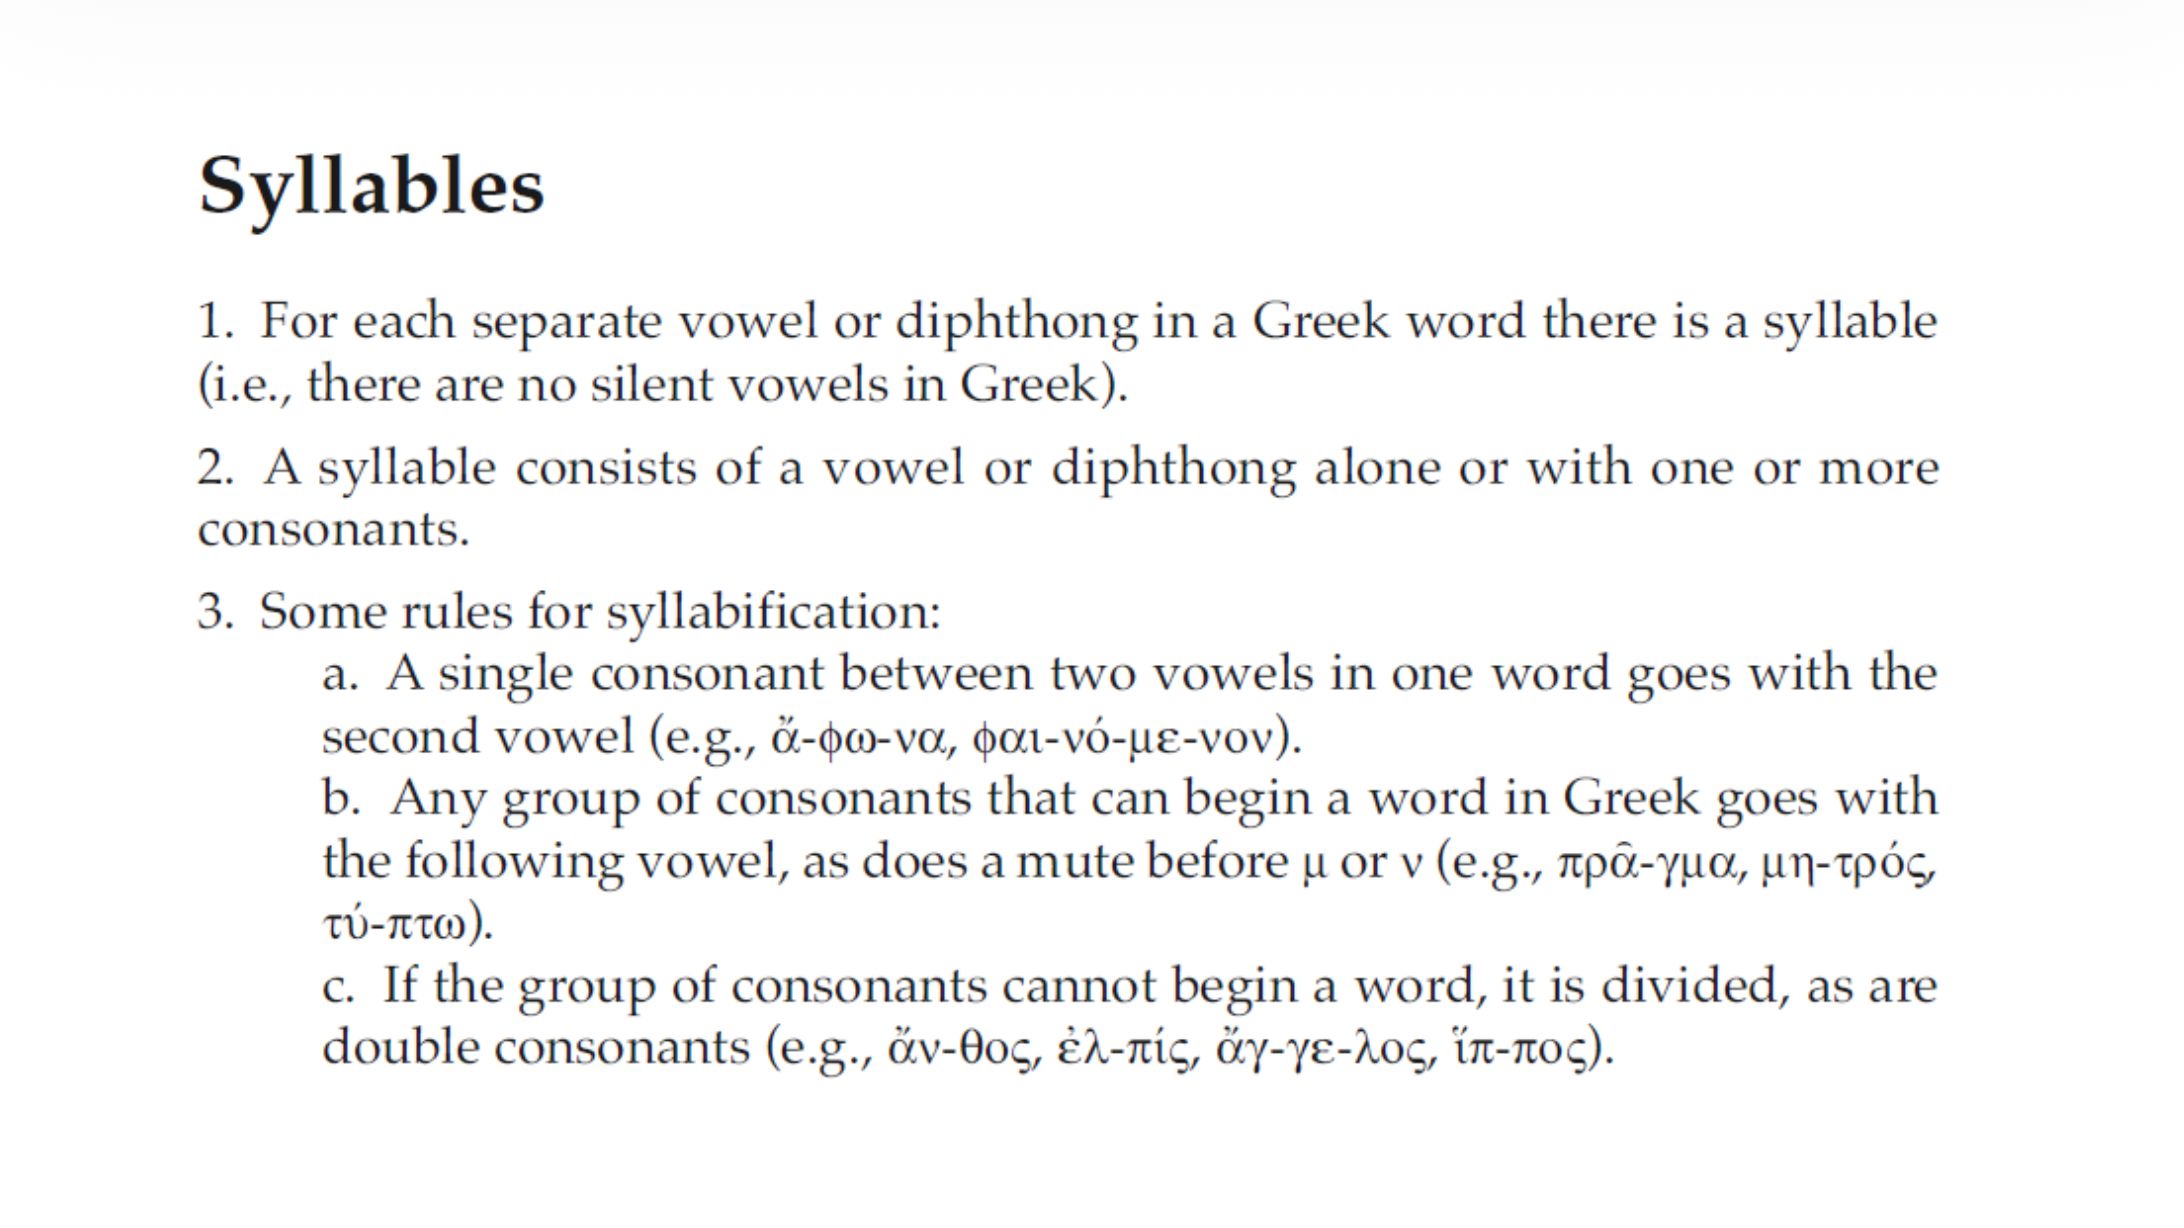 Syllables
1. For each separate vowel or diphthong in a Greek word there is a syllable
(i.e., there are no silent vowels in Greek).
2. A syllable consists of a vowel or diphthong alone or with one or more
consonants.
3. Some rules for syllabification:
a. A single consonant between two vowels in one word goes with the
second vowel (e.g., ἄ-φω-να, φαι-νό-με-νον).
b. Any group of consonants that can begin a word in Greek goes with
the following vowel, as does a mute before μ or ν (e.g., πρᾶ-γμα, μη-τρός,
τύ-πτω).
c. If the group of consonants cannot begin a word, it is divided, as are
double consonants (e.g., ἄν-θος, ἐλ-πίς, ἄγ-γε-λος, ἵπ-πος).